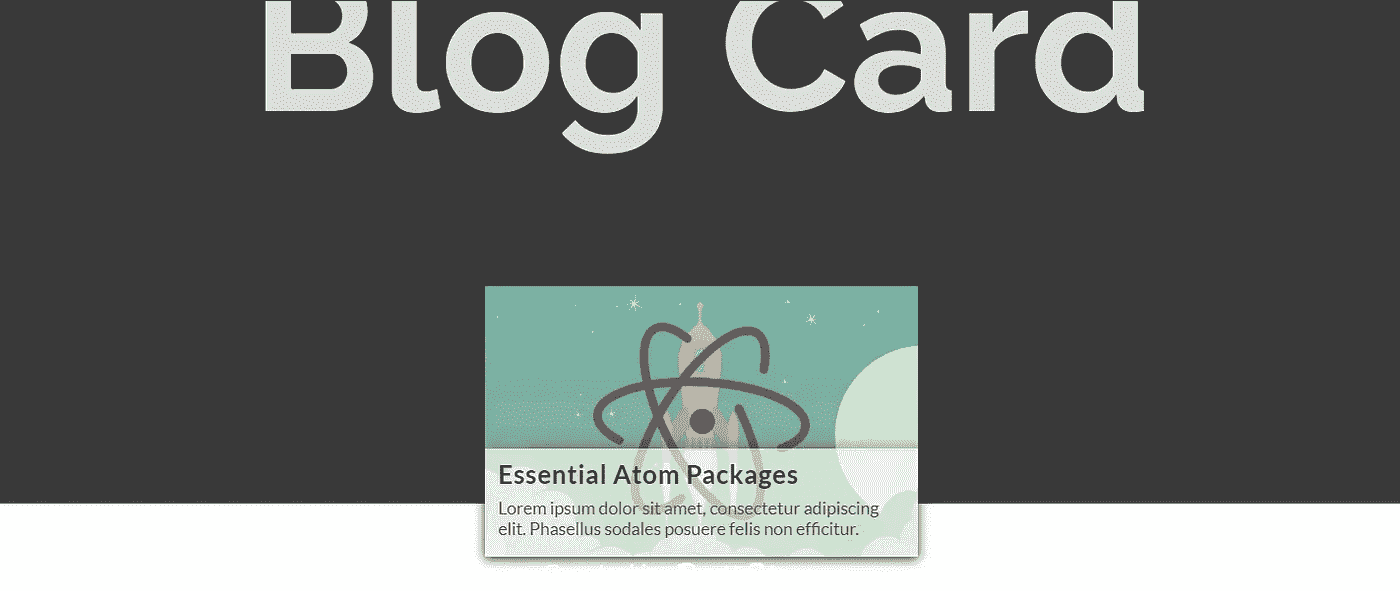 Blog Card
Essential Atom Packages
Lorem ipsum dolor sit amet, consectetur adipiscing
elit. Phasellus sodales posuere felis non efficitur.